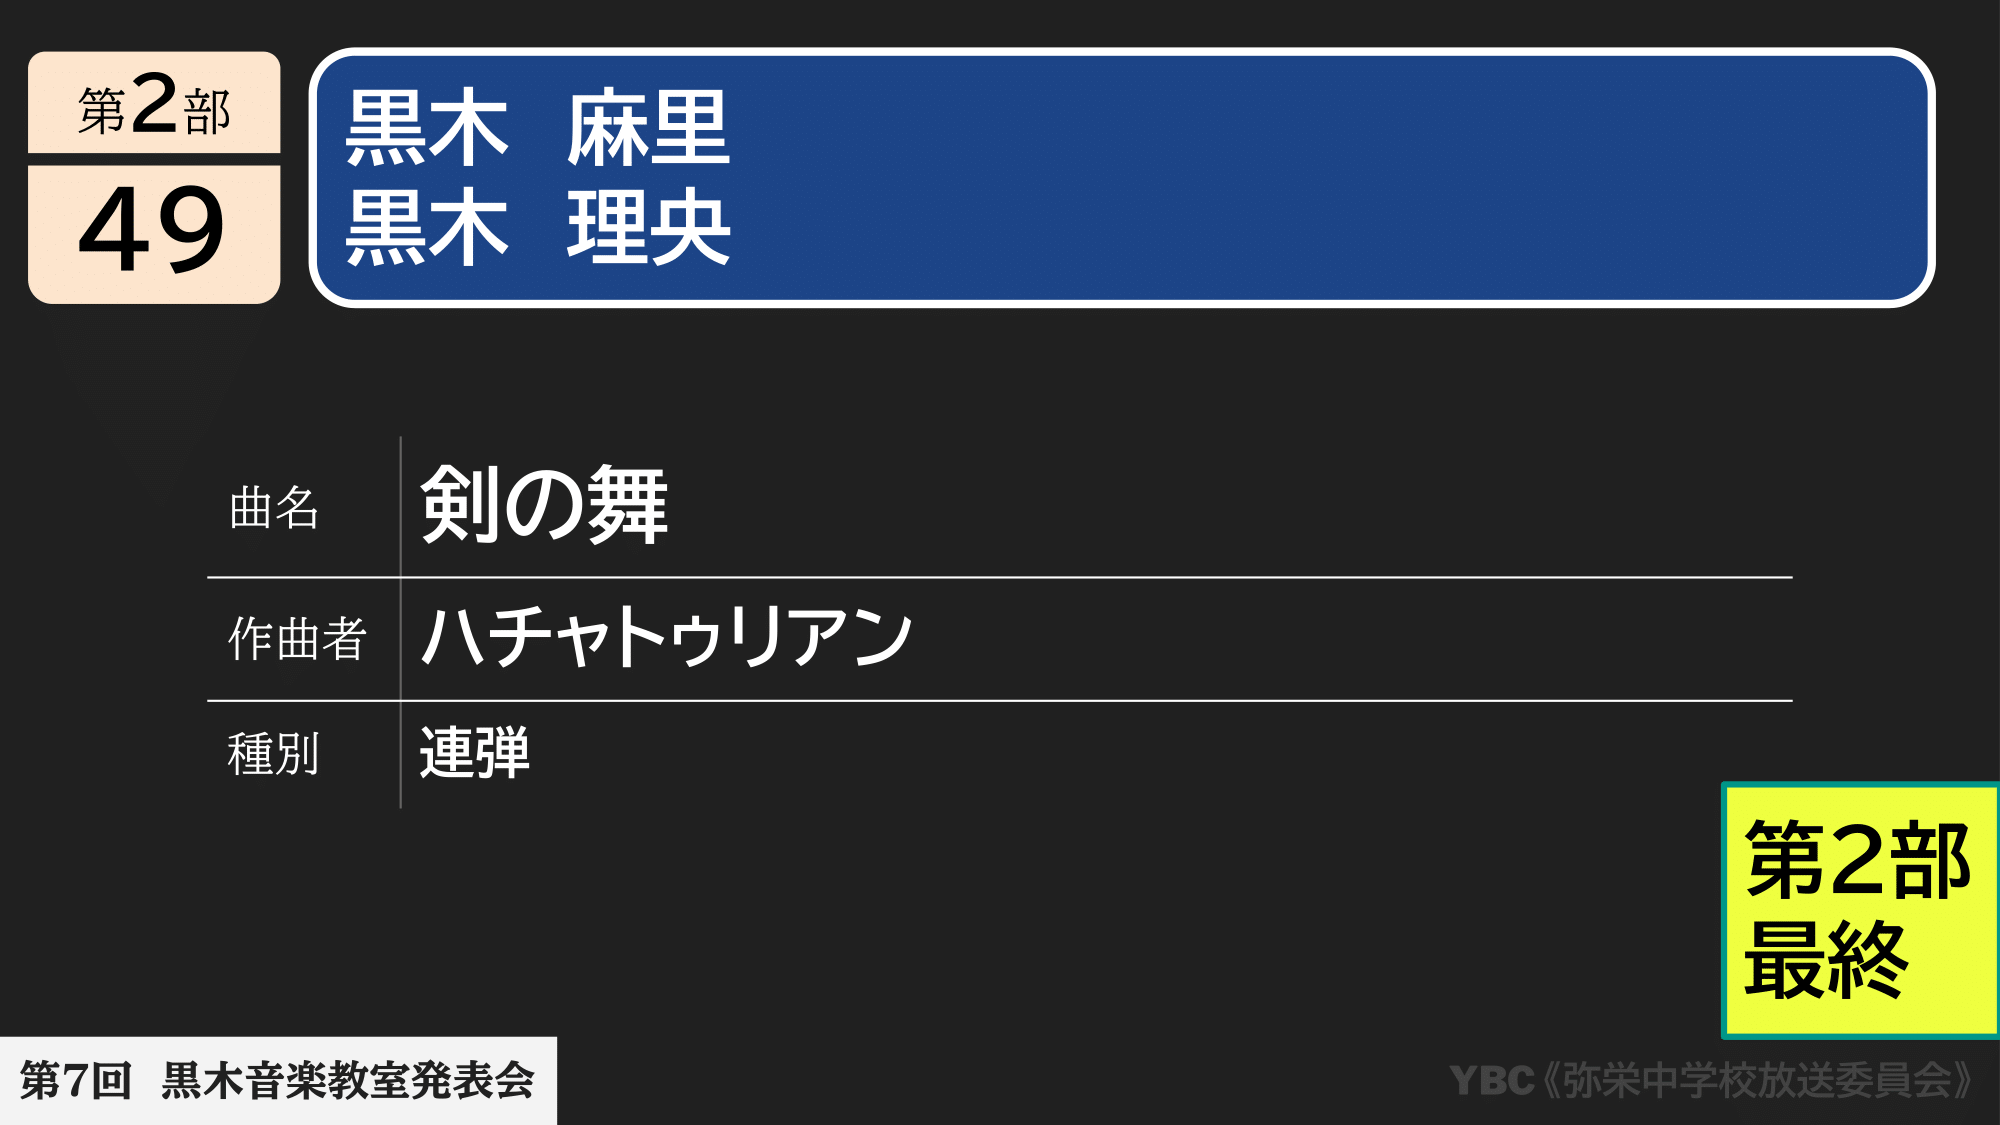 第2部
49
黒木　麻里
黒木　理央
曲名
剣の舞
作曲者
ハチャトゥリアン
種別
連弾
第2部
最終
第7回　黒木音楽教室発表会
YBC《弥栄中学校放送委員会》